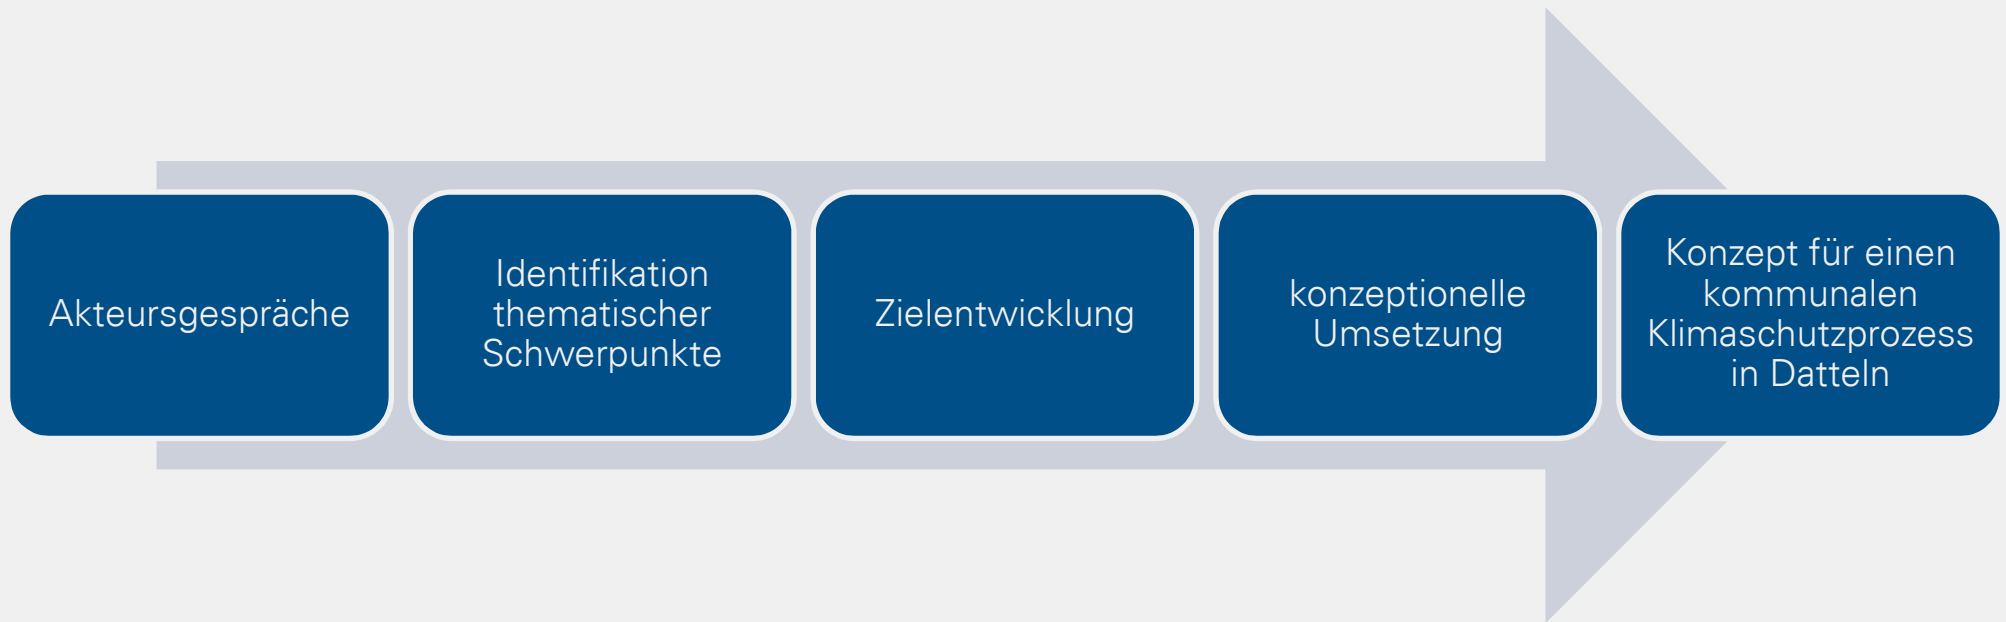 Akteursgespräche
Identifikation
thematischer
Schwerpunkte
Zielentwicklung
konzeptionelle
Umsetzung
Konzept für einen
kommunalen
Klimaschutzprozess
in Datteln